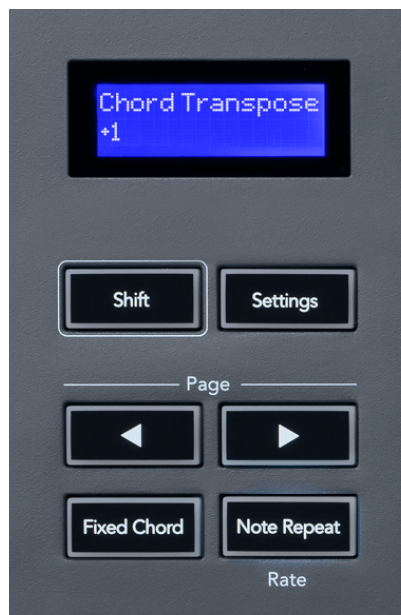 Chord Transpose
+1
Shift
Settings
Page
Fixed Chord
Note Repeat
Rate